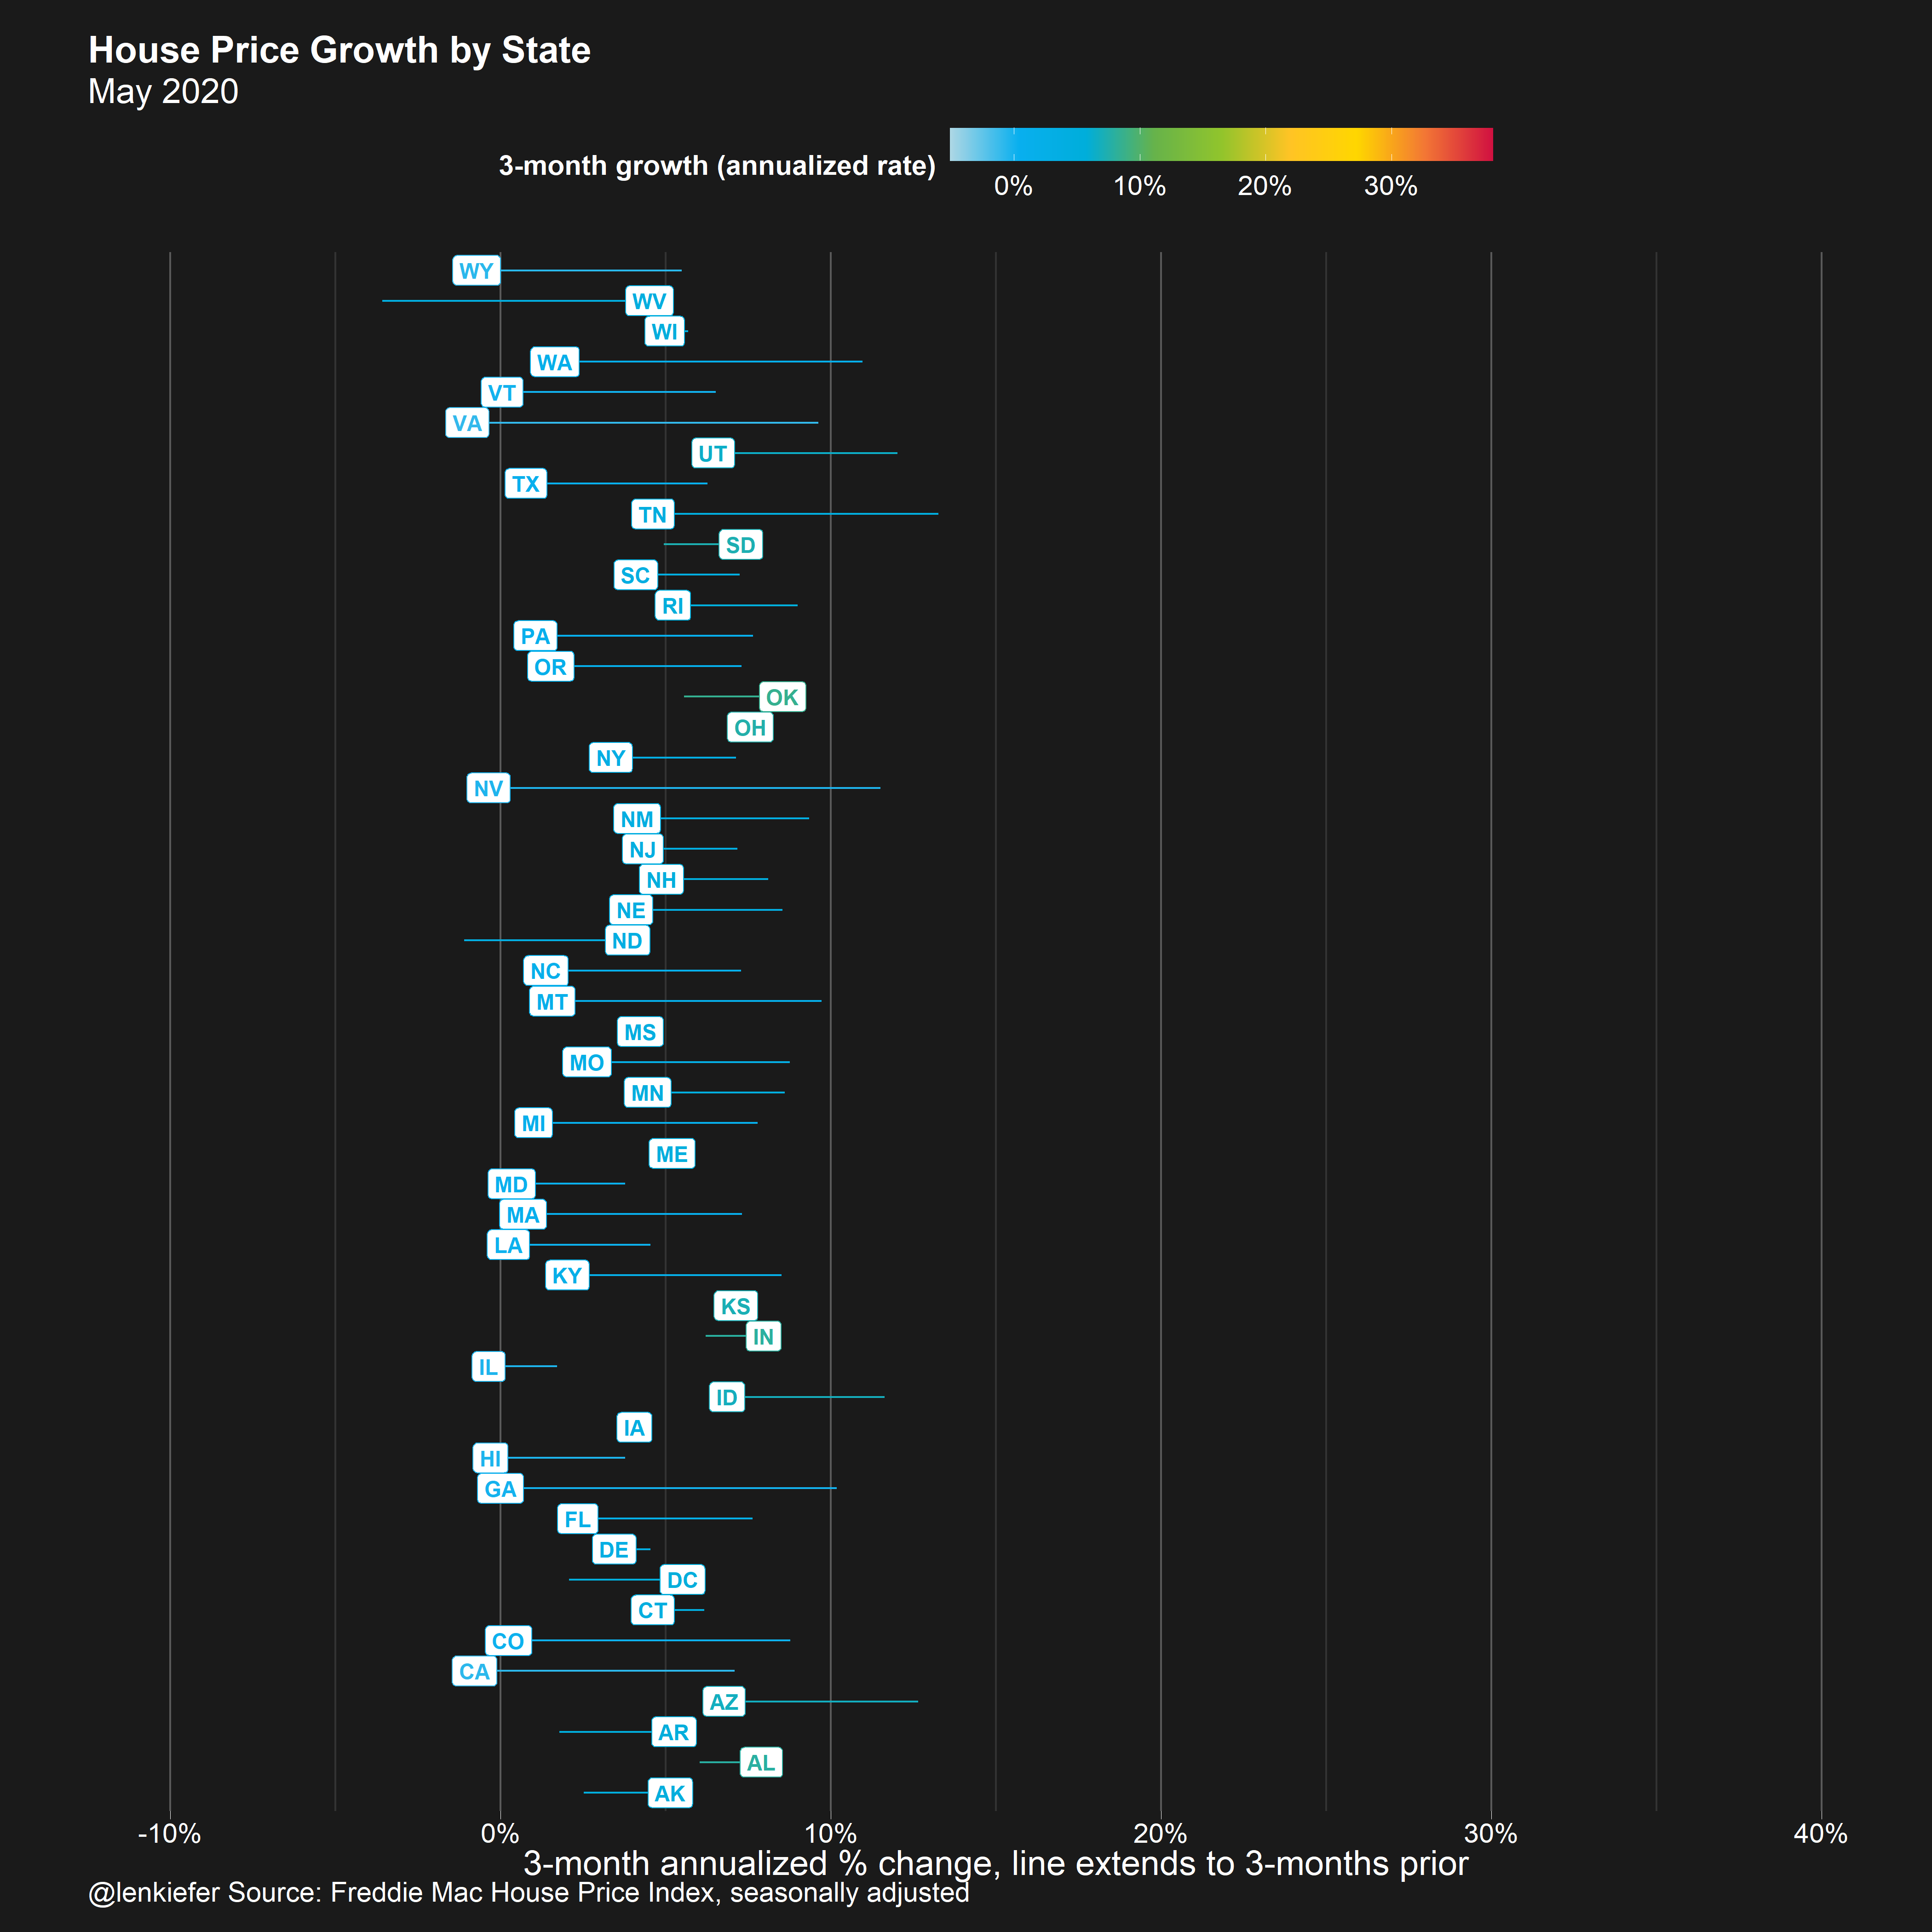 House Price Growth by State
May 2020
3-month growth (annualized rate)
0% 10% 20% 30%
WY
WV
WI
WA
VT
VA
UT
TX
TN
SD
SC
RI
PA
OR
OK
OH
NY
NV
NM
NJ
NH
NE
ND
NC
MT
MS
MO
MN
MI
ME
MD
MA
LA
KY
KS
IN
IL
ID
IA
HI
GA
FL
DE
DC
CT
CO
CA
AZ
AR
AL
AK
-10% 0% 10% 20% 30% 40%
3-month annualized % change, line extends to 3-months prior
@lenkiefer Source: Freddie Mac House Price Index, seasonally adjusted